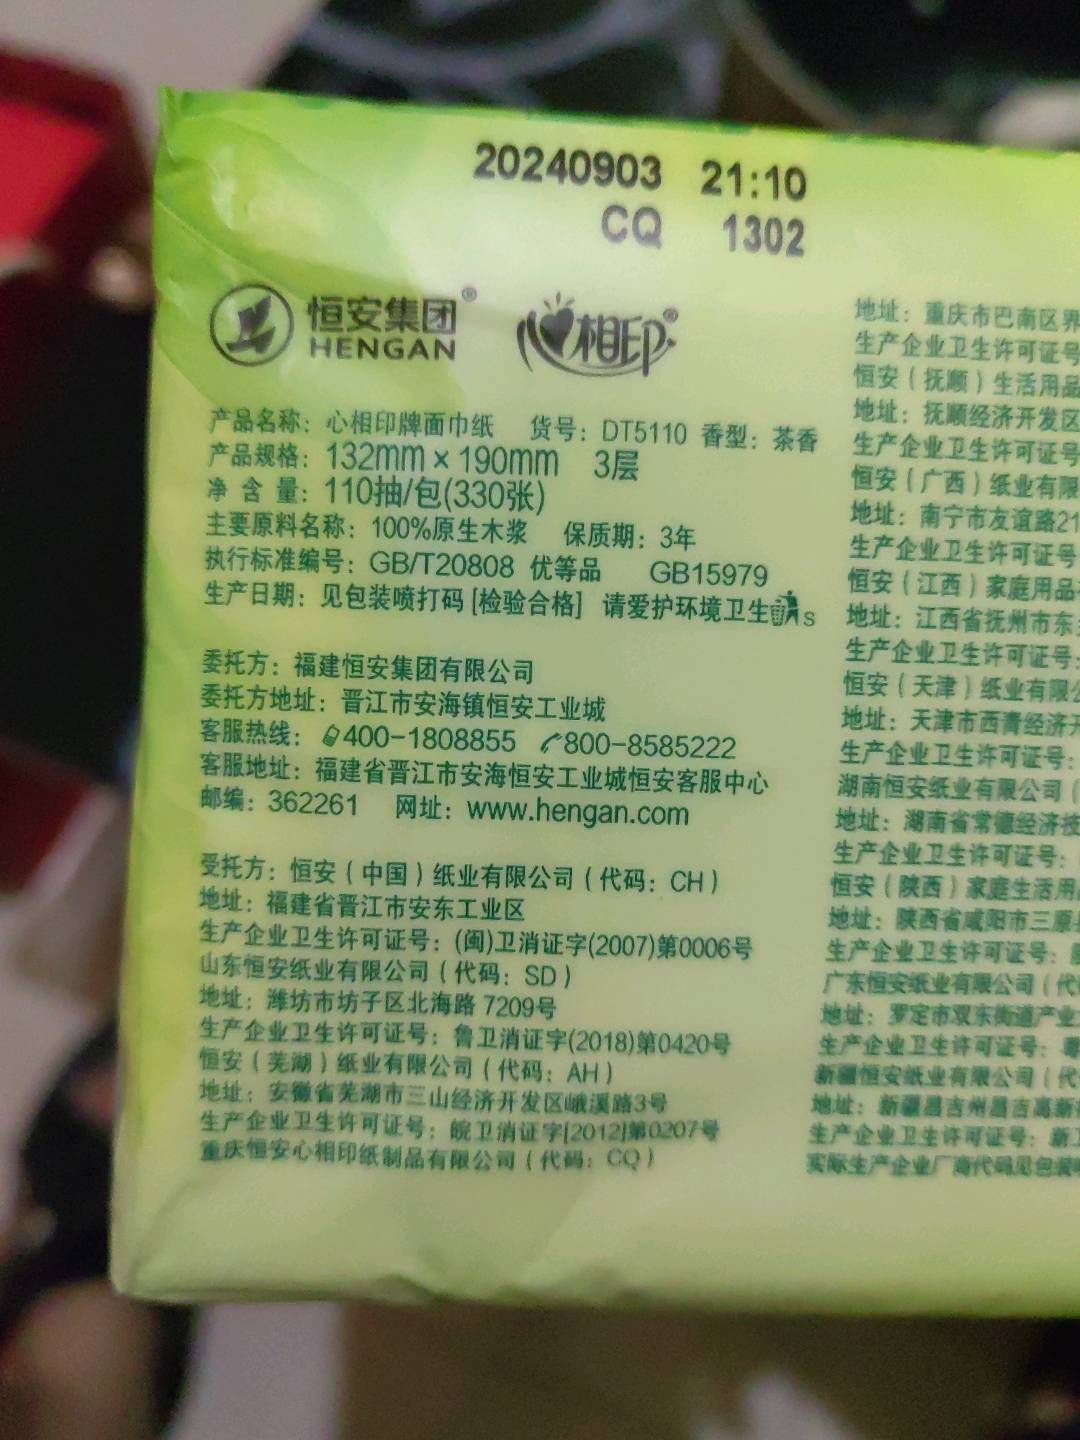 20240903 21:10
CQ 1302
恒安集团®
HENGAN
心相印®
产品名称：心相印牌面巾纸 货号：DT5110 香型：茶香
产品规格：132mm×190mm 3层
净 含 量：110抽/包(330张)
主要原料名称：100%原生木浆 保质期：3年
执行标准编号：GB/T20808 优等品 GB15979
生产日期：见包装喷打码 [检验合格] 请爱护环境卫生 S
委托方：福建恒安集团有限公司
委托方地址：晋江市安海镇恒安工业城
客服热线：400-1808855 800-8585222
客服地址：福建省晋江市安海恒安工业城恒安客服中心
邮编：362261 网址：www.hengan.com
受托方：恒安（中国）纸业有限公司（代码：CH）
地址：福建省晋江市安东工业区
生产企业卫生许可证号：(闽)卫消证字(2007)第0006号
山东恒安纸业有限公司（代码：SD）
地址：潍坊市坊子区北海路 7209号
生产企业卫生许可证号：鲁卫消证字(2018)第0420号
恒安（芜湖）纸业有限公司（代码：AH）
地址：安徽省芜湖市三山经济开发区峨溪路3号
生产企业卫生许可证号：皖卫消证字[2012]第0207号
重庆恒安心相印纸制品有限公司（代码：CQ）
地址：重庆市巴南区界
生产企业卫生许可证号
恒安（抚顺）生活用品
地址：抚顺经济开发区
生产企业卫生许可证号
恒安（广西）纸业有限
地址：南宁市友谊路21
生产企业卫生许可证号
恒安（江西）家庭用品
地址：江西省抚州市东
生产企业卫生许可证号：
恒安（天津）纸业有限公
地址：天津市西青经济开
生产企业卫生许可证号：
湖南恒安纸业有限公司（
地址：湖南省常德经济技
生产企业卫生许可证号：
恒安（陕西）家庭生活用
地址：陕西省咸阳市三原
生产企业卫生许可证号：
广东恒安纸业有限公司（代
地址：罗定市双东街道产业
生产企业卫生许可证号：粤
新疆恒安纸业有限公司（代
地址：新疆昌吉州昌吉高新
生产企业卫生许可证号：新
实际生产企业厂商代码见包装